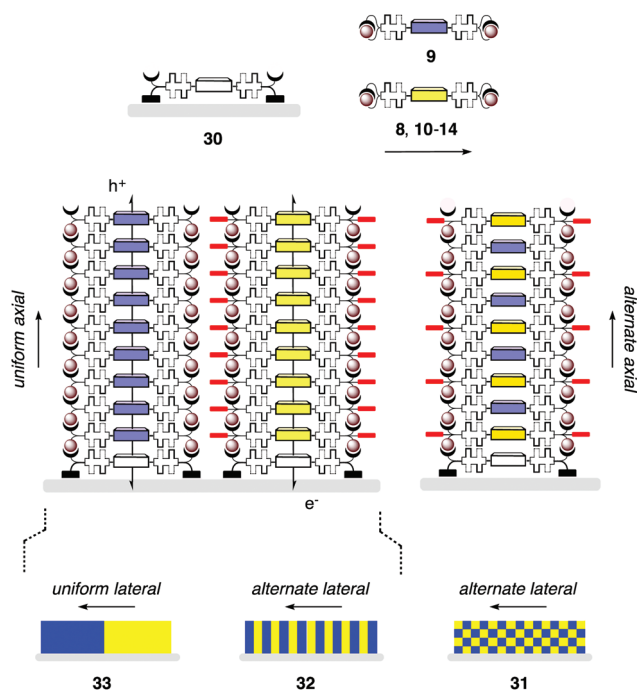 9
30
8, 10-14
h+
uniform axial
alternate axial
e-
uniform lateral
alternate lateral
alternate lateral
33
32
31